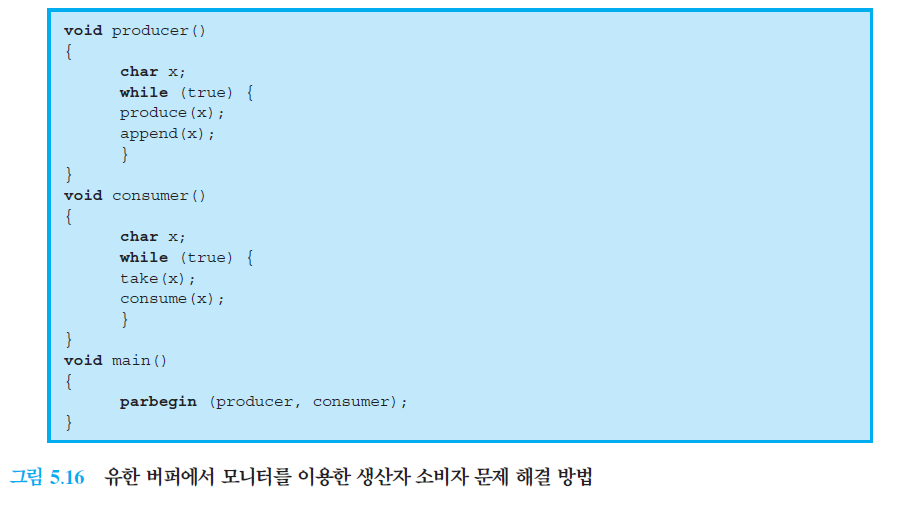 void producer()
{
char x;
while (true) {
produce(x);
append(x);
}
}
void consumer()
{
char x;
while (true) {
take(x);
consume(x);
}
}
void main()
{
parbegin (producer, consumer);
}
그림 5.16 유한 버퍼에서 모니터를 이용한 생산자 소비자 문제 해결 방법